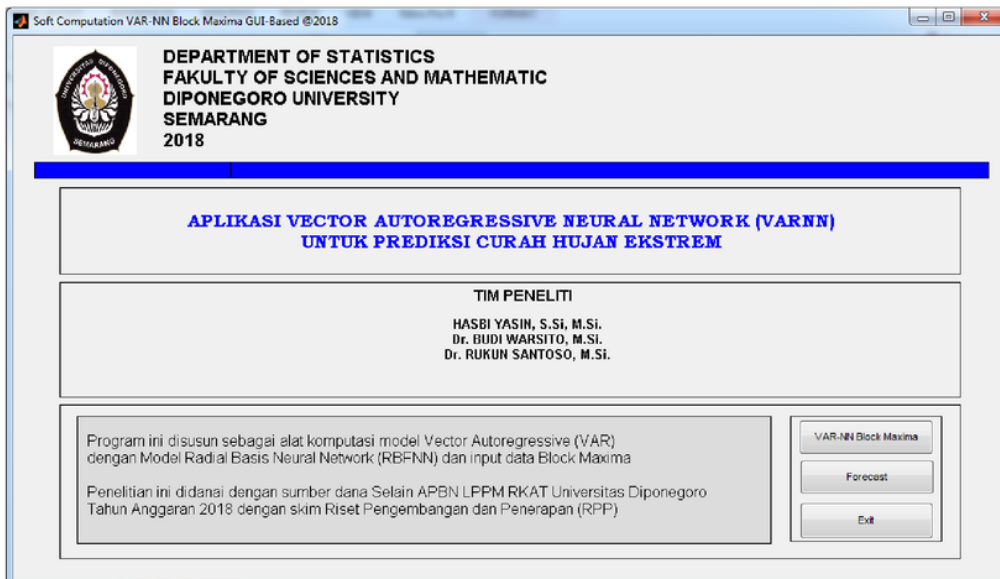 Soft Computation VAR-NN Block Maxima GUI-Based @2018
UNIVERSITAS DIPONEGORO
SEMARANG
DEPARTMENT OF STATISTICS
FAKULTY OF SCIENCES AND MATHEMATIC
DIPONEGORO UNIVERSITY
SEMARANG
2018
APLIKASI VECTOR AUTOREGRESSIVE NEURAL NETWORK (VARNN)
UNTUK PREDIKSI CURAH HUJAN EKSTREM
TIM PENELITI
HASBI YASIN, S.Si, M.Si.
Dr. BUDI WARSITO, M.Si.
Dr. RUKUN SANTOSO, M.Si.
Program ini disusun sebagai alat komputasi model Vector Autoregressive (VAR)
dengan Model Radial Basis Neural Network (RBFNN) dan input data Block Maxima
Penelitian ini didanai dengan sumber dana Selain APBN LPPM RKAT Universitas Diponegoro
Tahun Anggaran 2018 dengan skim Riset Pengembangan dan Penerapan (RPP)
VAR-NN Block Maxima
Forecast
Exit